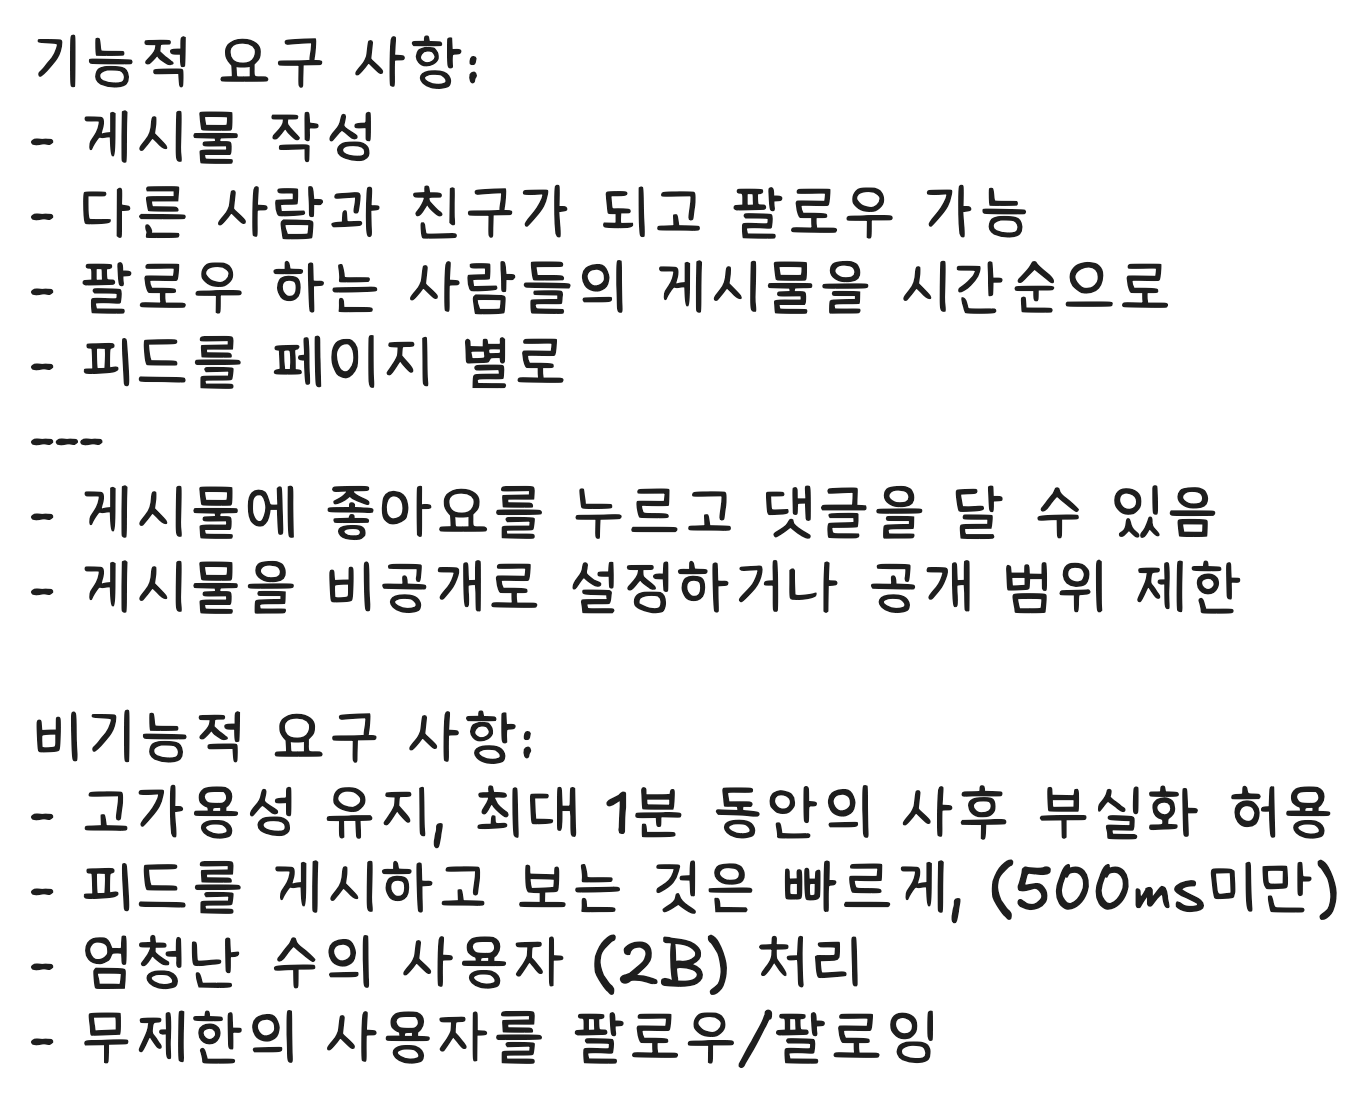 기능적 요구 사항:
- 게시물 작성
- 다른 사람과 친구가 되고 팔로우 가능
- 팔로우 하는 사람들의 게시물을 시간순으로
- 피드를 페이지 별로
---
- 게시물에 좋아요를 누르고 댓글을 달 수 있음
- 게시물을 비공개로 설정하거나 공개 범위 제한
비기능적 요구 사항:
- 고가용성 유지, 최대 1분 동안의 사후 부실화 허용
- 피드를 게시하고 보는 것은 빠르게, (500ms미만)
- 엄청난 수의 사용자 (2B) 처리
- 무제한의 사용자를 팔로우/팔로잉